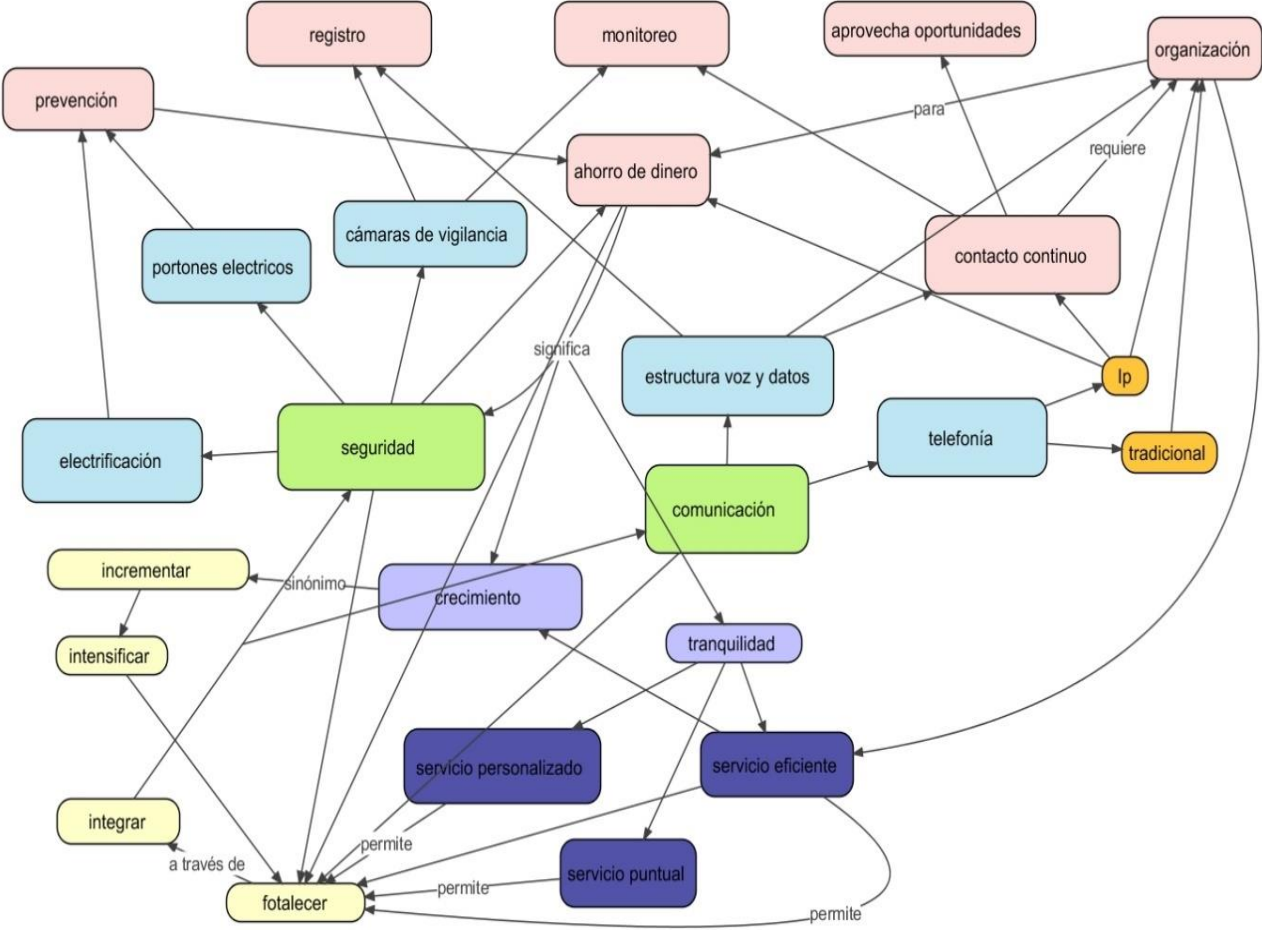 registro
monitoreo
aprovecha oportunidades
organización
prevención
para
requiere
ahorro de dinero
cámaras de vigilancia
portones electricos
contacto continuo
significa
estructura voz y datos
Ip
telefonía
tradicional
seguridad
electrificación
comunicación
incrementar
sinónimo
crecimiento
intensificar
tranquilidad
servicio personalizado
servicio eficiente
integrar
permite
a través de
servicio puntual
permite
fotalecer
permite